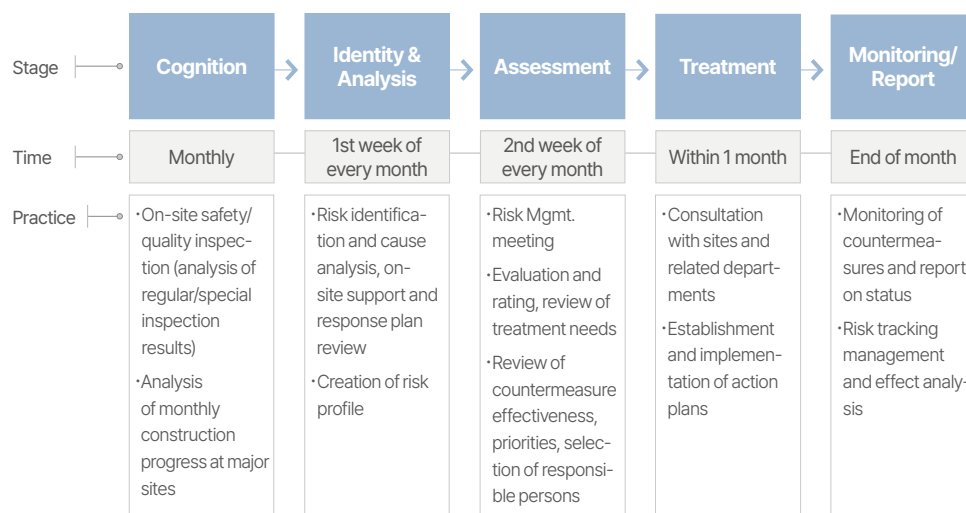 Stage
Cognition
Identity &
Analysis
Assessment
Treatment
Monitoring/
Report
Time
Monthly
1st week of
every month
2nd week of
every month
Within 1 month
End of month
Practice
·On-site safety/
quality inspec-
tion (analysis of
regular/special
inspection
results)
·Analysis
of monthly
construction
progress at major
sites
·Risk identifica-
tion and cause
analysis, on-
site support and
response plan
review
·Creation of risk
profile
·Risk Mgmt.
meeting
·Evaluation and
rating, review of
treatment needs
·Review of
countermeasure
effectiveness,
priorities, selec-
tion of responsi-
ble persons
·Consultation
with sites and
related depart-
ments
·Establishment
and implemen-
tation of action
plans
·Monitoring of
countermea-
sures and report
on status
·Risk tracking
management
and effect analy-
sis